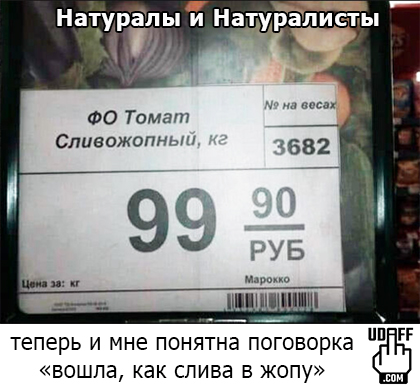 Натуралы и Натуралисты
ФО Томат
Сливожопный, кг
№ на весах
3682
99 90
РУБ
Цена за: кг
Марокко
теперь и мне понятна поговорка
«вошла, как слива в жопу»
UDAFF
.COM